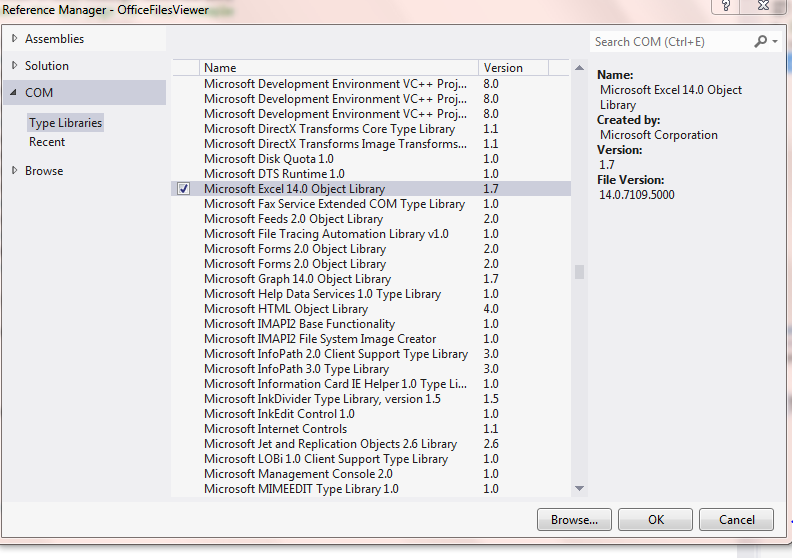 Reference Manager - OfficeFilesViewer
?
Assemblies
Solution
COM
Type Libraries
Recent
Browse
Search COM (Ctrl+E)
Name Version
Microsoft Development Environment VC++ Proj... 8.0
Microsoft Development Environment VC++ Proj... 8.0
Microsoft Development Environment VC++ Proj... 8.0
Microsoft DirectX Transforms Core Type Library 1.1
Microsoft DirectX Transforms Image Transforms... 1.1
Microsoft Disk Quota 1.0 1.0
Microsoft DTS Runtime 1.0 1.0
Microsoft Excel 14.0 Object Library 1.7
Microsoft Fax Service Extended COM Type Library 1.0
Microsoft Feeds 2.0 Object Library 2.0
Microsoft File Tracing Automation Library v1.0 1.0
Microsoft Forms 2.0 Object Library 2.0
Microsoft Forms 2.0 Object Library 2.0
Microsoft Graph 14.0 Object Library 1.7
Microsoft Help Data Services 1.0 Type Library 1.0
Microsoft HTML Object Library 4.0
Microsoft IMAPI2 Base Functionality 1.0
Microsoft IMAPI2 File System Image Creator 1.0
Microsoft InfoPath 2.0 Client Support Type Library 3.0
Microsoft InfoPath 3.0 Type Library 3.0
Microsoft Information Card IE Helper 1.0 Type Li... 1.0
Microsoft InkDivider Type Library, version 1.5 1.5
Microsoft InkEdit Control 1.0 1.0
Microsoft Internet Controls 1.1
Microsoft Jet and Replication Objects 2.6 Library 2.6
Microsoft LOBi 1.0 Client Support Type Library 1.0
Microsoft Management Console 2.0 1.0
Microsoft MIMEEDIT Type Library 1.0 1.0
Name:
Microsoft Excel 14.0 Object
Library
Created by:
Microsoft Corporation
Version:
1.7
File Version:
14.0.7109.5000
Browse... OK Cancel